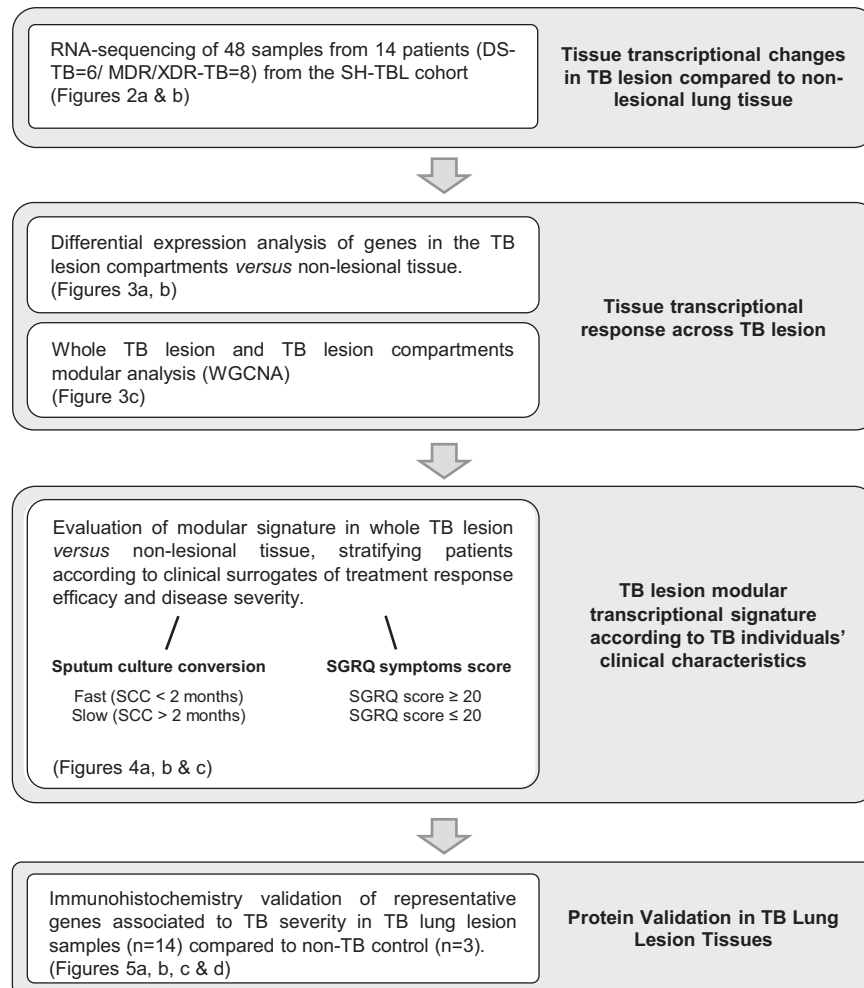 RNA-sequencing of 48 samples from 14 patients (DS-
TB=6/ MDR/XDR-TB=8) from the SH-TBL cohort
(Figures 2a & b)
Tissue transcriptional changes
in TB lesion compared to non-
lesional lung tissue
Differential expression analysis of genes in the TB
lesion compartments versus non-lesional tissue.
(Figures 3a, b)
Whole TB lesion and TB lesion compartments
modular analysis (WGCNA)
(Figure 3c)
Tissue transcriptional
response across TB lesion
Evaluation of modular signature in whole TB lesion
versus non-lesional tissue, stratifying patients
according to clinical surrogates of treatment response
efficacy and disease severity.
Sputum culture conversion
Fast (SCC < 2 months)
Slow (SCC > 2 months)
SGRQ symptoms score
SGRQ score ≥ 20
SGRQ score ≤ 20
(Figures 4a, b & c)
TB lesion modular
transcriptional signature
according to TB individuals’
clinical characteristics
Immunohistochemistry validation of representative
genes associated to TB severity in TB lung lesion
samples (n=14) compared to non-TB control (n=3).
(Figures 5a, b, c & d)
Protein Validation in TB Lung
Lesion Tissues